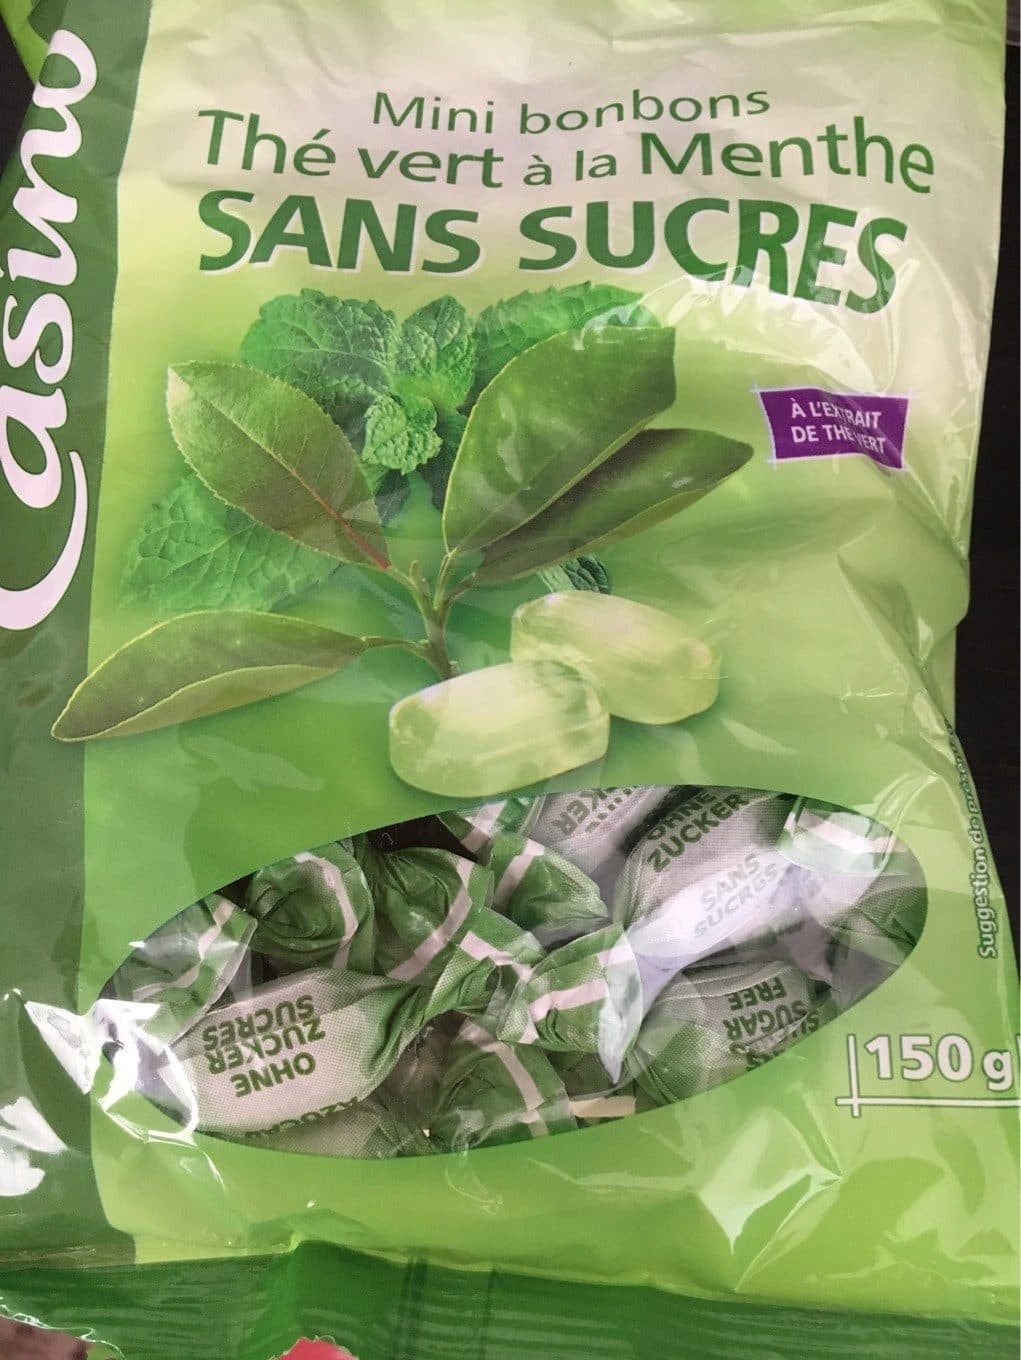 Casino
Mini bonbons
Thé vert à la Menthe
SANS SUCRES
À L'EXTRAIT
DE THÉ VERT
OHNE
ZUCKER
SANS
SUCRES
SUCRES
ZUCKER
OHNE
FREE
SUGAR
150 g
Suggestion de